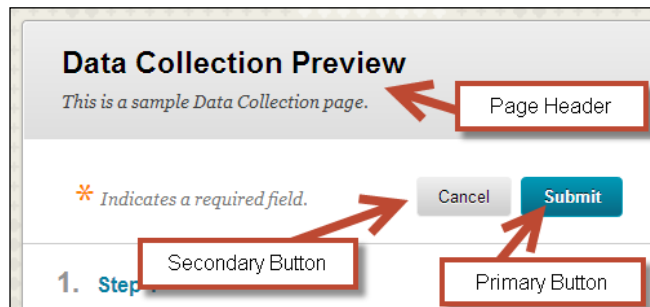 Data Collection Preview
This is a sample Data Collection page.
Page Header
* Indicates a required field.
Cancel
Submit
Secondary Button
Primary Button
1. Step